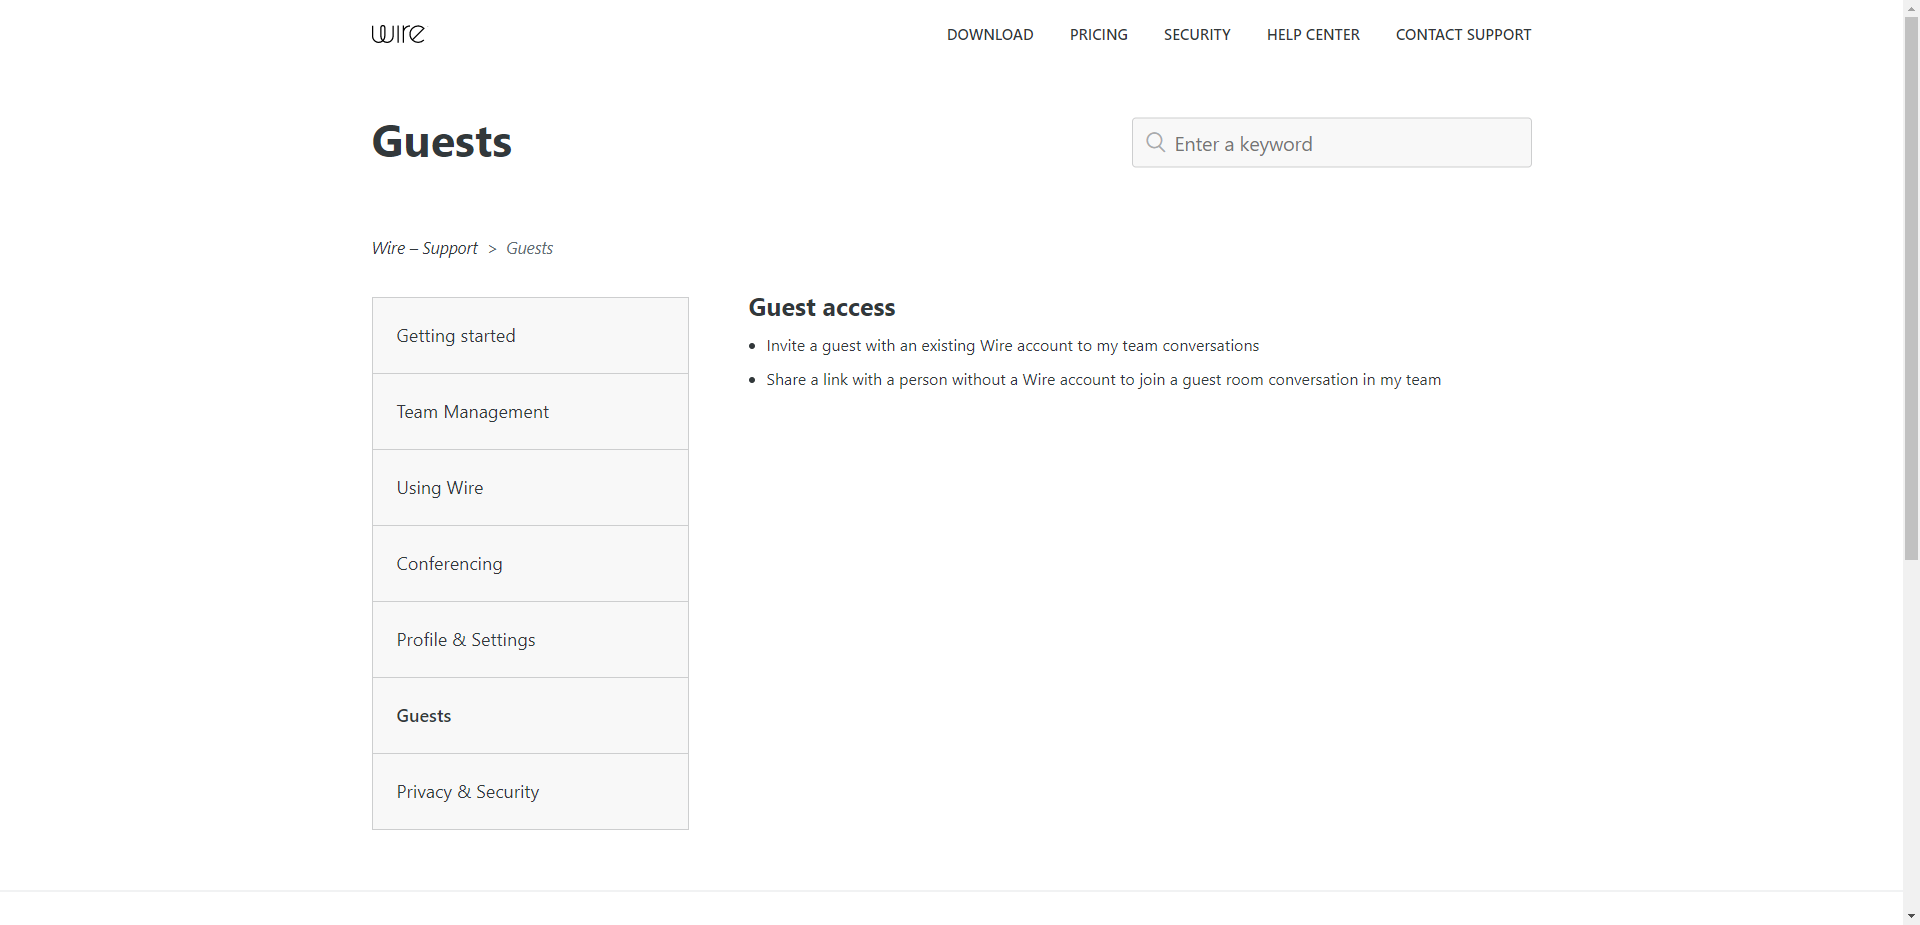 wire
DOWNLOAD PRICING SECURITY HELP CENTER CONTACT SUPPORT
Guests
Enter a keyword
Wire – Support > Guests
Getting started
Team Management
Using Wire
Conferencing
Profile & Settings
Guests
Privacy & Security
Guest access
• Invite a guest with an existing Wire account to my team conversations
• Share a link with a person without a Wire account to join a guest room conversation in my team